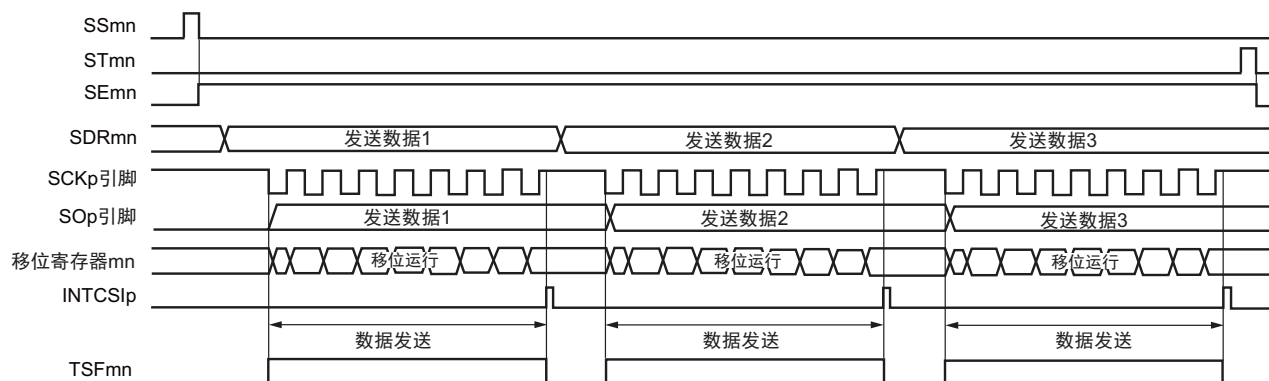 SSmn
STmn
SEmn
SDRmn 发送数据1 发送数据2 发送数据3
SCKp引脚
SOp引脚 发送数据1 发送数据2 发送数据3
移位寄存器mn 移位运行 移位运行 移位运行
INTCSIp
数据发送 数据发送 数据发送
TSFmn